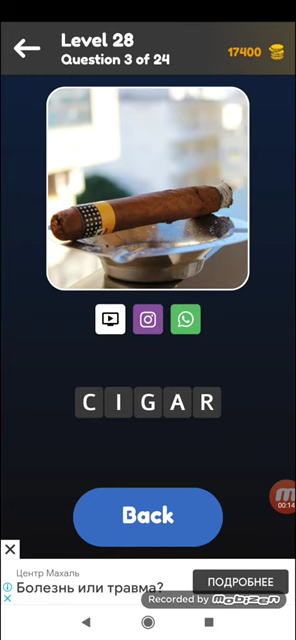 Level 28
Question 3 of 24
17400
CIGAR
Back
Центр Махаль
Болезнь или травма?
ПОДРОБНЕЕ
Recorded by mobizen
00:14